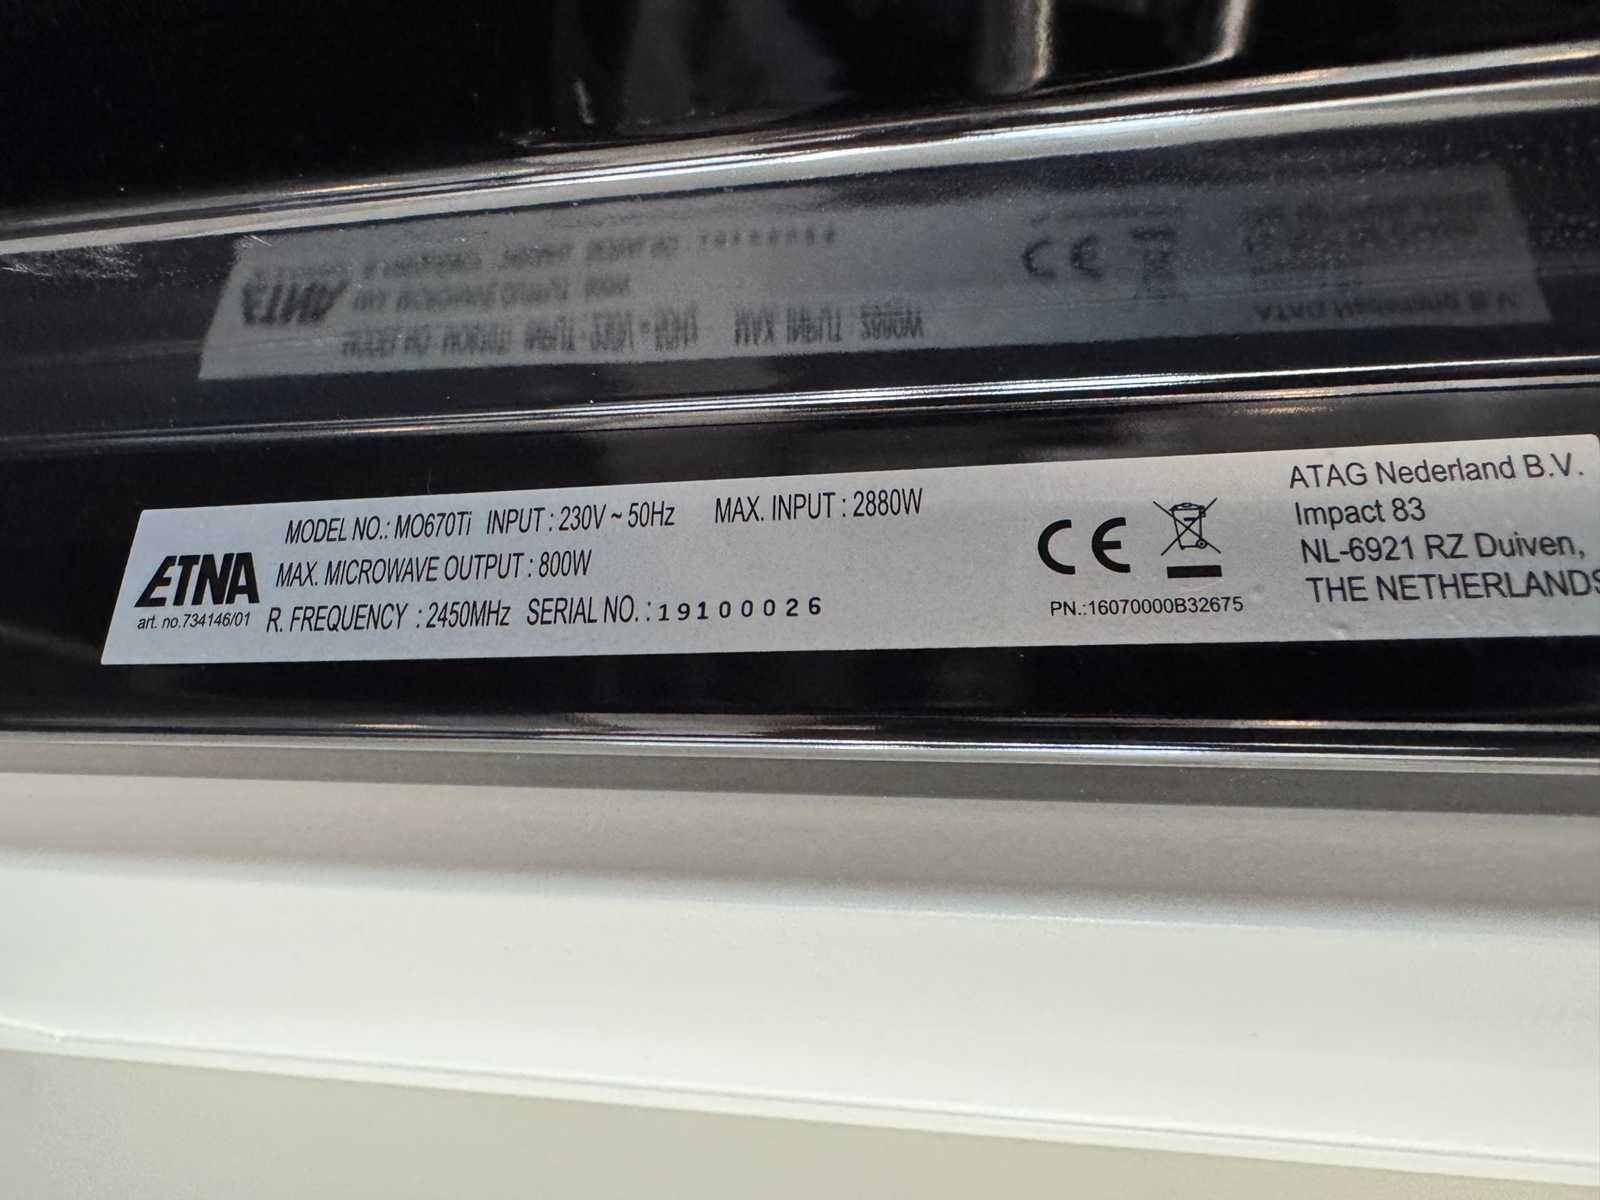 MODEL NO.: MO670Ti INPUT : 230V ~ 50Hz MAX. INPUT : 2880W
ETNA MAX. MICROWAVE OUTPUT : 800W
art. no.734146/01 R. FREQUENCY : 2450MHz SERIAL NO. : 19100026
CE
PN.:16070000B32675
ATAG Nederland B.V.
Impact 83
NL-6921 RZ Duiven,
THE NETHERLANDS